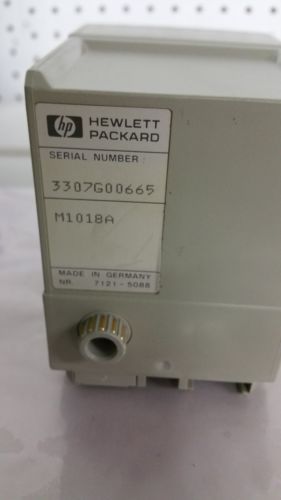 hp HEWLETT
PACKARD
SERIAL NUMBER:
3307G00665
M1018A
MADE IN GERMANY
NR. 7121-5088